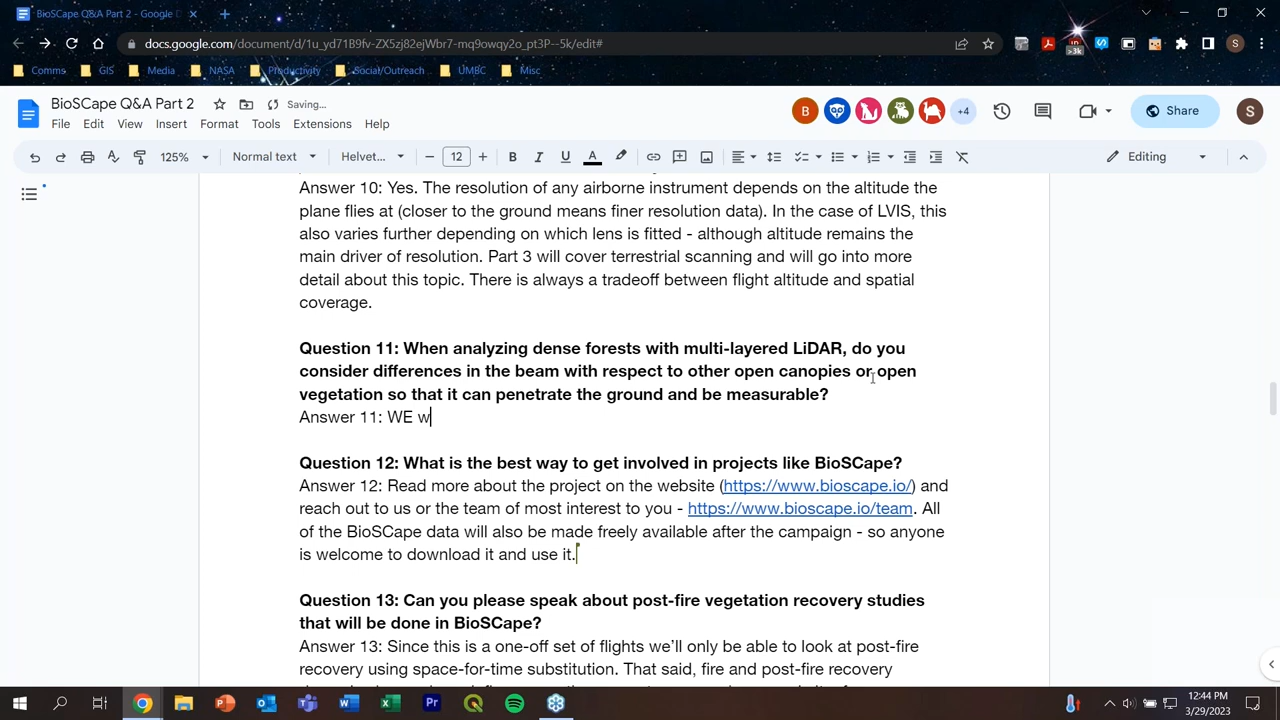 BioSCape Q&A Part 2 - Google D
docs.google.com/document/d/1u_yd71B9fv-ZX5zj82ejWbr7-mq9owqy2o_pt3P--5k/edit#
>3k
S
Comms GIS Media NASA Productivity Social/Outreach UMBC Misc
BioSCape Q&A Part 2 Saving...
B +4 Share S
File Edit View Insert Format Tools Extensions Help
125% Normal text Helvet... 12 B I U A Editing
Answer 10: Yes. The resolution of any airborne instrument depends on the altitude the
plane flies at (closer to the ground means finer resolution data). In the case of LVIS, this
also varies further depending on which lens is fitted - although altitude remains the
main driver of resolution. Part 3 will cover terrestrial scanning and will go into more
detail about this topic. There is always a tradeoff between flight altitude and spatial
coverage.
Question 11: When analyzing dense forests with multi-layered LiDAR, do you
consider differences in the beam with respect to other open canopies or open
vegetation so that it can penetrate the ground and be measurable?
Answer 11: WE w
Question 12: What is the best way to get involved in projects like BioSCape?
Answer 12: Read more about the project on the website (https://www.bioscape.io/) and
reach out to us or the team of most interest to you - https://www.bioscape.io/team. All
of the BioSCape data will also be made freely available after the campaign - so anyone
is welcome to download it and use it.
Question 13: Can you please speak about post-fire vegetation recovery studies
that will be done in BioSCape?
Answer 13: Since this is a one-off set of flights we'll only be able to look at post-fire
recovery using space-for-time substitution. That said, fire and post-fire recovery
12:44 PM
3/29/2023